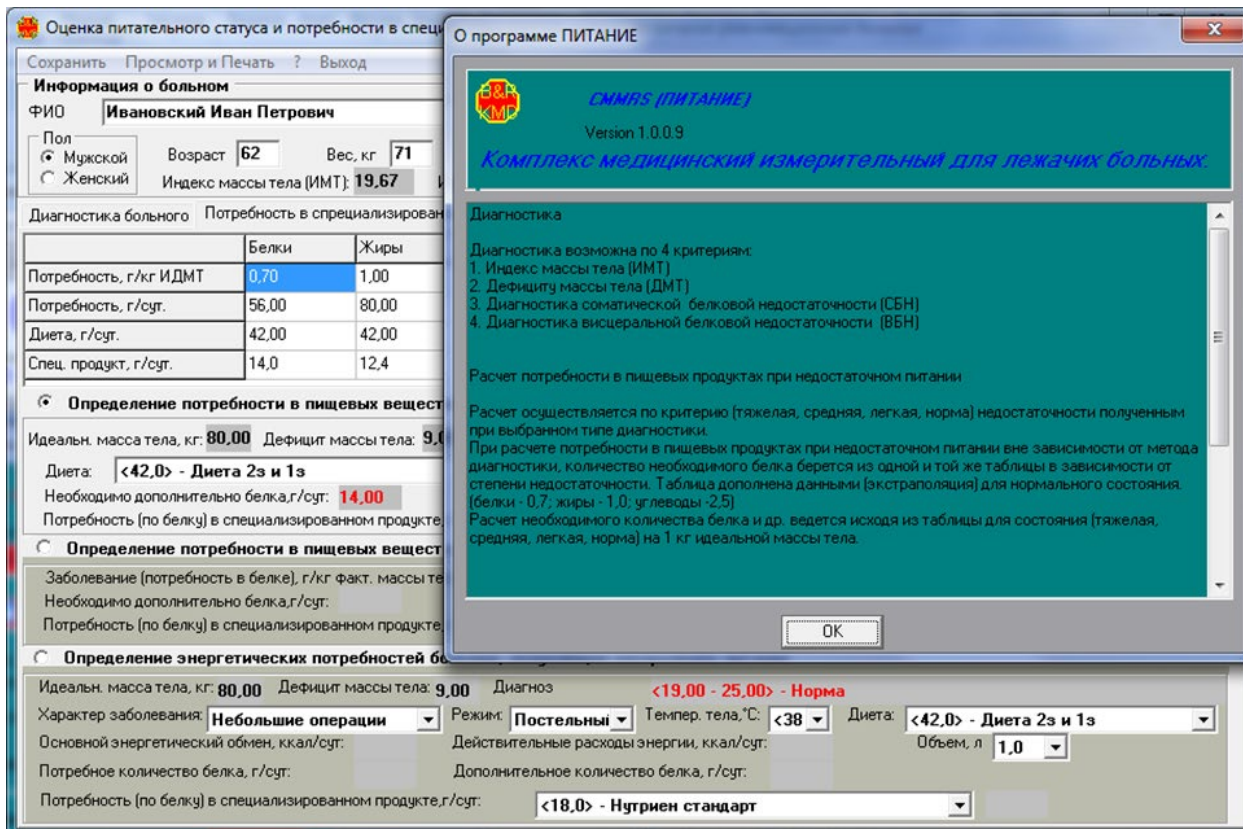 Оценка питательного статуса и потребности в специ
Сохранить Просмотр и Печать ? Выход
Информация о больном
ФИО Ивановский Иван Петрович
Пол
Мужской
Женский
Возраст 62 Вес, кг 71
Индекс массы тела (ИМТ): 19,67
Диагностика больного Потребность в спрециализирован
Белки Жиры
Потребность, г/кг ИДМТ 0,70 1,00
Потребность, г/сут. 56,00 80,00
Диета, г/сут. 42,00 42,00
Спец. продукт, г/сут. 14,0 12,4
Определение потребности в пищевых вещест
Идеальн. масса тела, кг: 80,00 Дефицит массы тела: 9,0
Диета: <42,0> - Диета 2з и 1з
Необходимо дополнительно белка,г/сут: 14,00
Потребность (по белку) в специализированном продукте,
Определение потребности в пищевых вещест
Заболевание (потребность в белке), г/кг факт. массы те
Необходимо дополнительно белка,г/сут:
Потребность (по белку) в специализированном продукте,
Определение энергетических потребностей бо
Идеальн. масса тела, кг: 80,00 Дефицит массы тела: 9,00 Диагноз <19,00 - 25,00> - Норма
Характер заболевания: Небольшие операции Режим: Постельный Темпер. тела,°С: <38 Диета: <42,0> - Диета 2з и 1з
Основной энергетический обмен, ккал/сут: Действительные расходы энергии, ккал/сут: Объем, л 1,0
Потребное количество белка, г/сут: Дополнительное количество белка, г/сут:
Потребность (по белку) в специализированном продукте,г/сут: <18,0> - Нутриен стандарт
О программе ПИТАНИЕ
B&R
KMD
CMMRS (ПИТАНИЕ)
Version 1.0.0.9
Комплекс медицинский измерительный для лежачих больных.
Диагностика
Диагностика возможна по 4 критериям:
1. Индекс массы тела (ИМТ)
2. Дефициту массы тела (ДМТ)
3. Диагностика соматической белковой недостаточности (СБН)
4. Диагностика висцеральной белковой недостаточности (ВБН)
Расчет потребности в пищевых продуктах при недостаточном питании
Расчет осуществляется по критерию (тяжелая, средняя, легкая, норма) недостаточности полученным
при выбранном типе диагностики.
При расчете потребности в пищевых продуктах при недостаточном питании вне зависимости от метода
диагностики, количество необходимого белка берется из одной и той же таблицы в зависимости от
степени недостаточности. Таблица дополнена данными (экстраполяция) для нормального состояния.
(белки - 0,7; жиры - 1,0; углеводы -2,5)
Расчет необходимого количества белка и др. ведется исходя из таблицы для состояния (тяжелая,
средняя, легкая, норма) на 1 кг идеальной массы тела.
OK